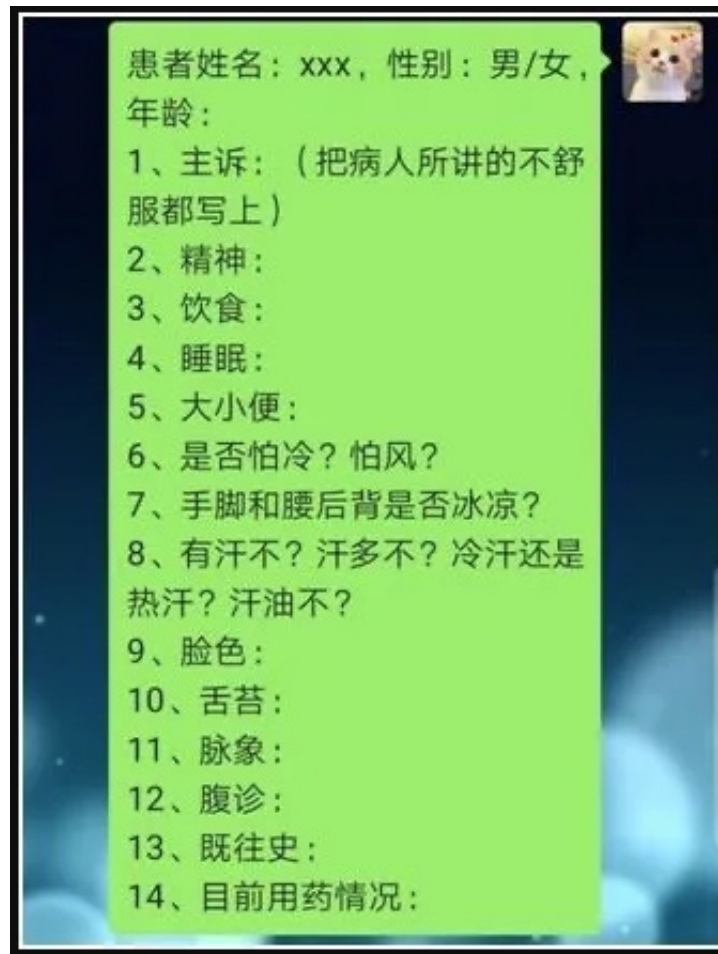 患者姓名：xxx，性别：男/女，
年龄：
1、主诉：（把病人所讲的不舒
服都写上）
2、精神：
3、饮食：
4、睡眠：
5、大小便：
6、是否怕冷？怕风？
7、手脚和腰后背是否冰凉？
8、有汗不？汗多不？冷汗还是
热汗？汗油不？
9、脸色：
10、舌苔：
11、脉象：
12、腹诊：
13、既往史：
14、目前用药情况：